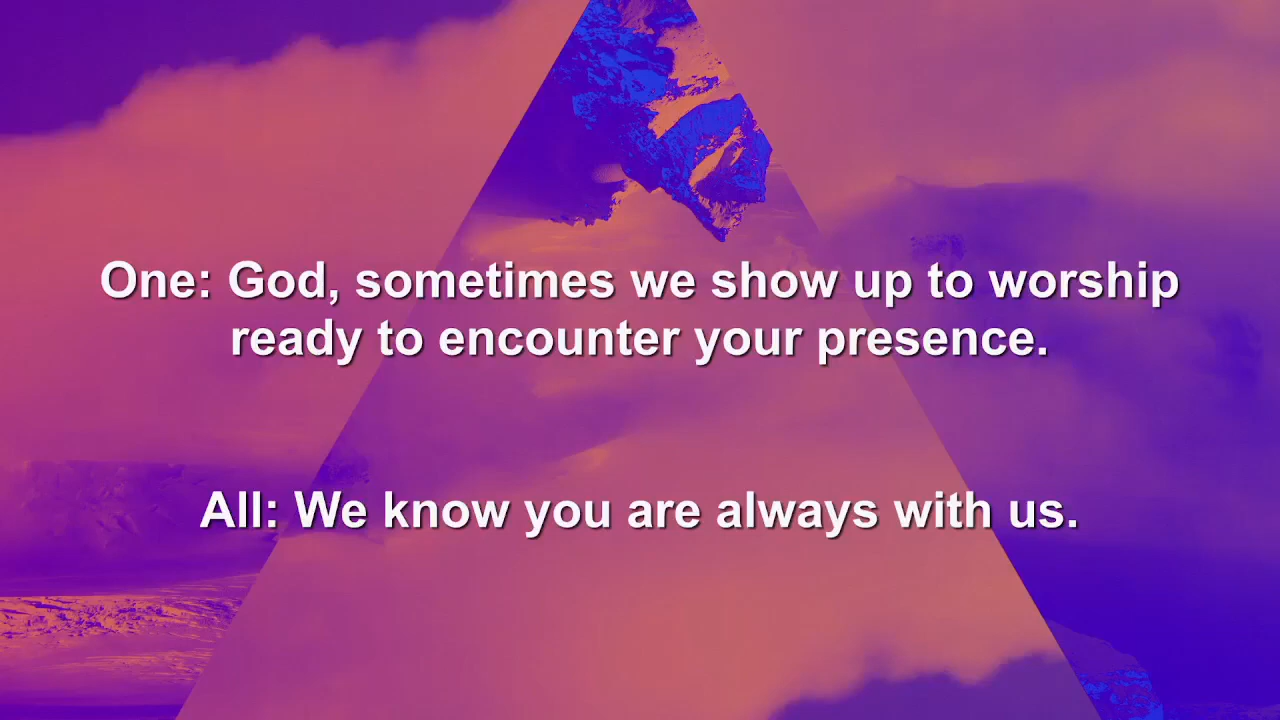 One: God, sometimes we show up to worship
ready to encounter your presence.
All: We know you are always with us.